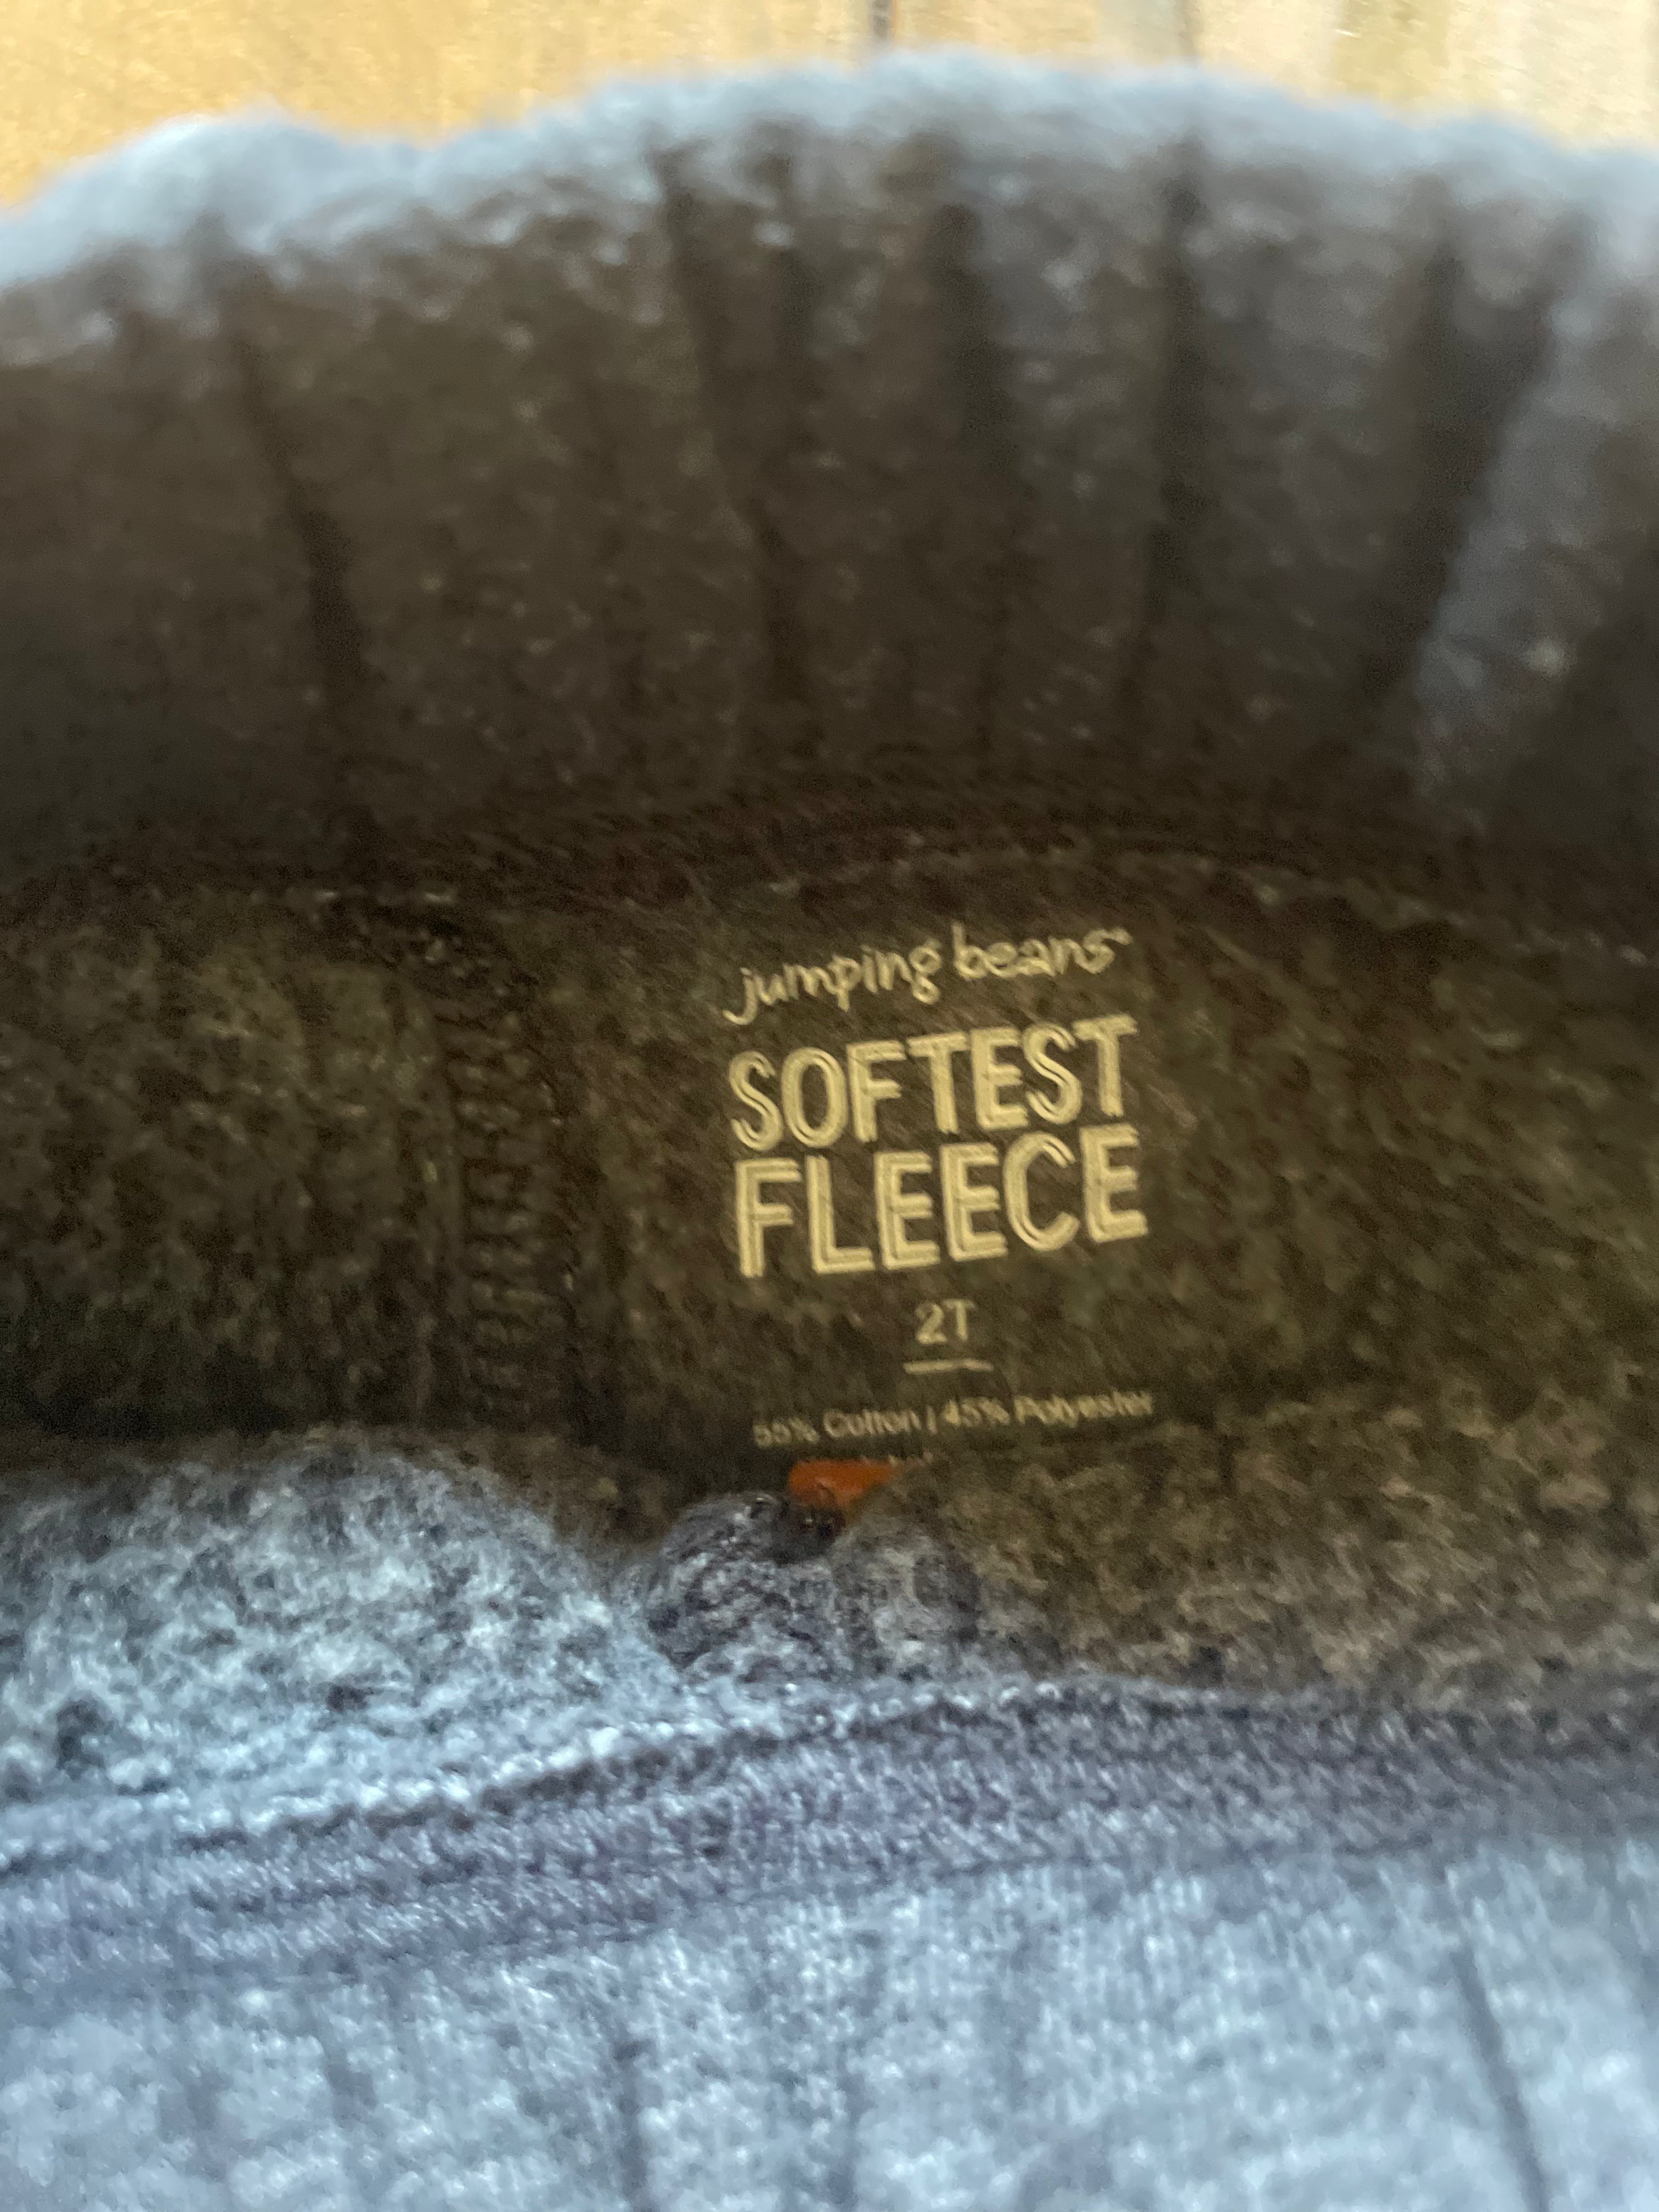 jumping beans
SOFTEST
FLEECE
2T
55% Cotton | 45% Polyester